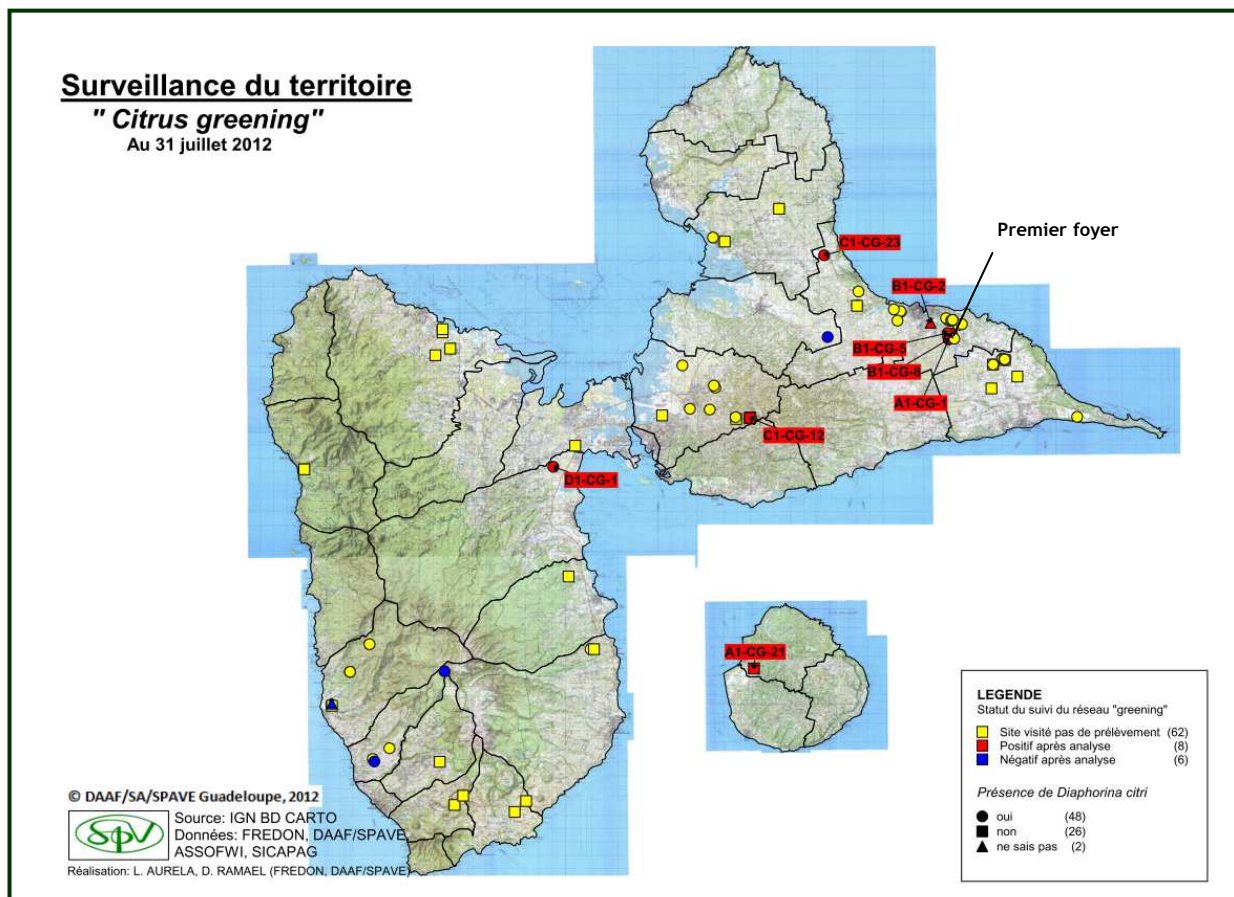 Surveillance du territoire
" Citrus greening"
Au 31 juillet 2012
Premier foyer
C1-CG-23
B1-CG-2
B1-CG-5
B1-CG-8
A1-CG-1
C1-CG-12
D1-CG-1
A1-CG-21
LEGENDE
Statut du suivi du réseau "greening"
Site visité pas de prélèvement (62)
Positif après analyse (8)
Négatif après analyse (6)
Présence de Diaphorina citri
oui (48)
non (26)
ne sais pas (2)
© DAAF/SA/SPAVE Guadeloupe, 2012
spv
Source: IGN BD CARTO
Données: FREDON, DAAF/SPAVE
ASSOFWI, SICAPAG
Réalisation: L. AURELA, D. RAMAEL (FREDON, DAAF/SPAVE)